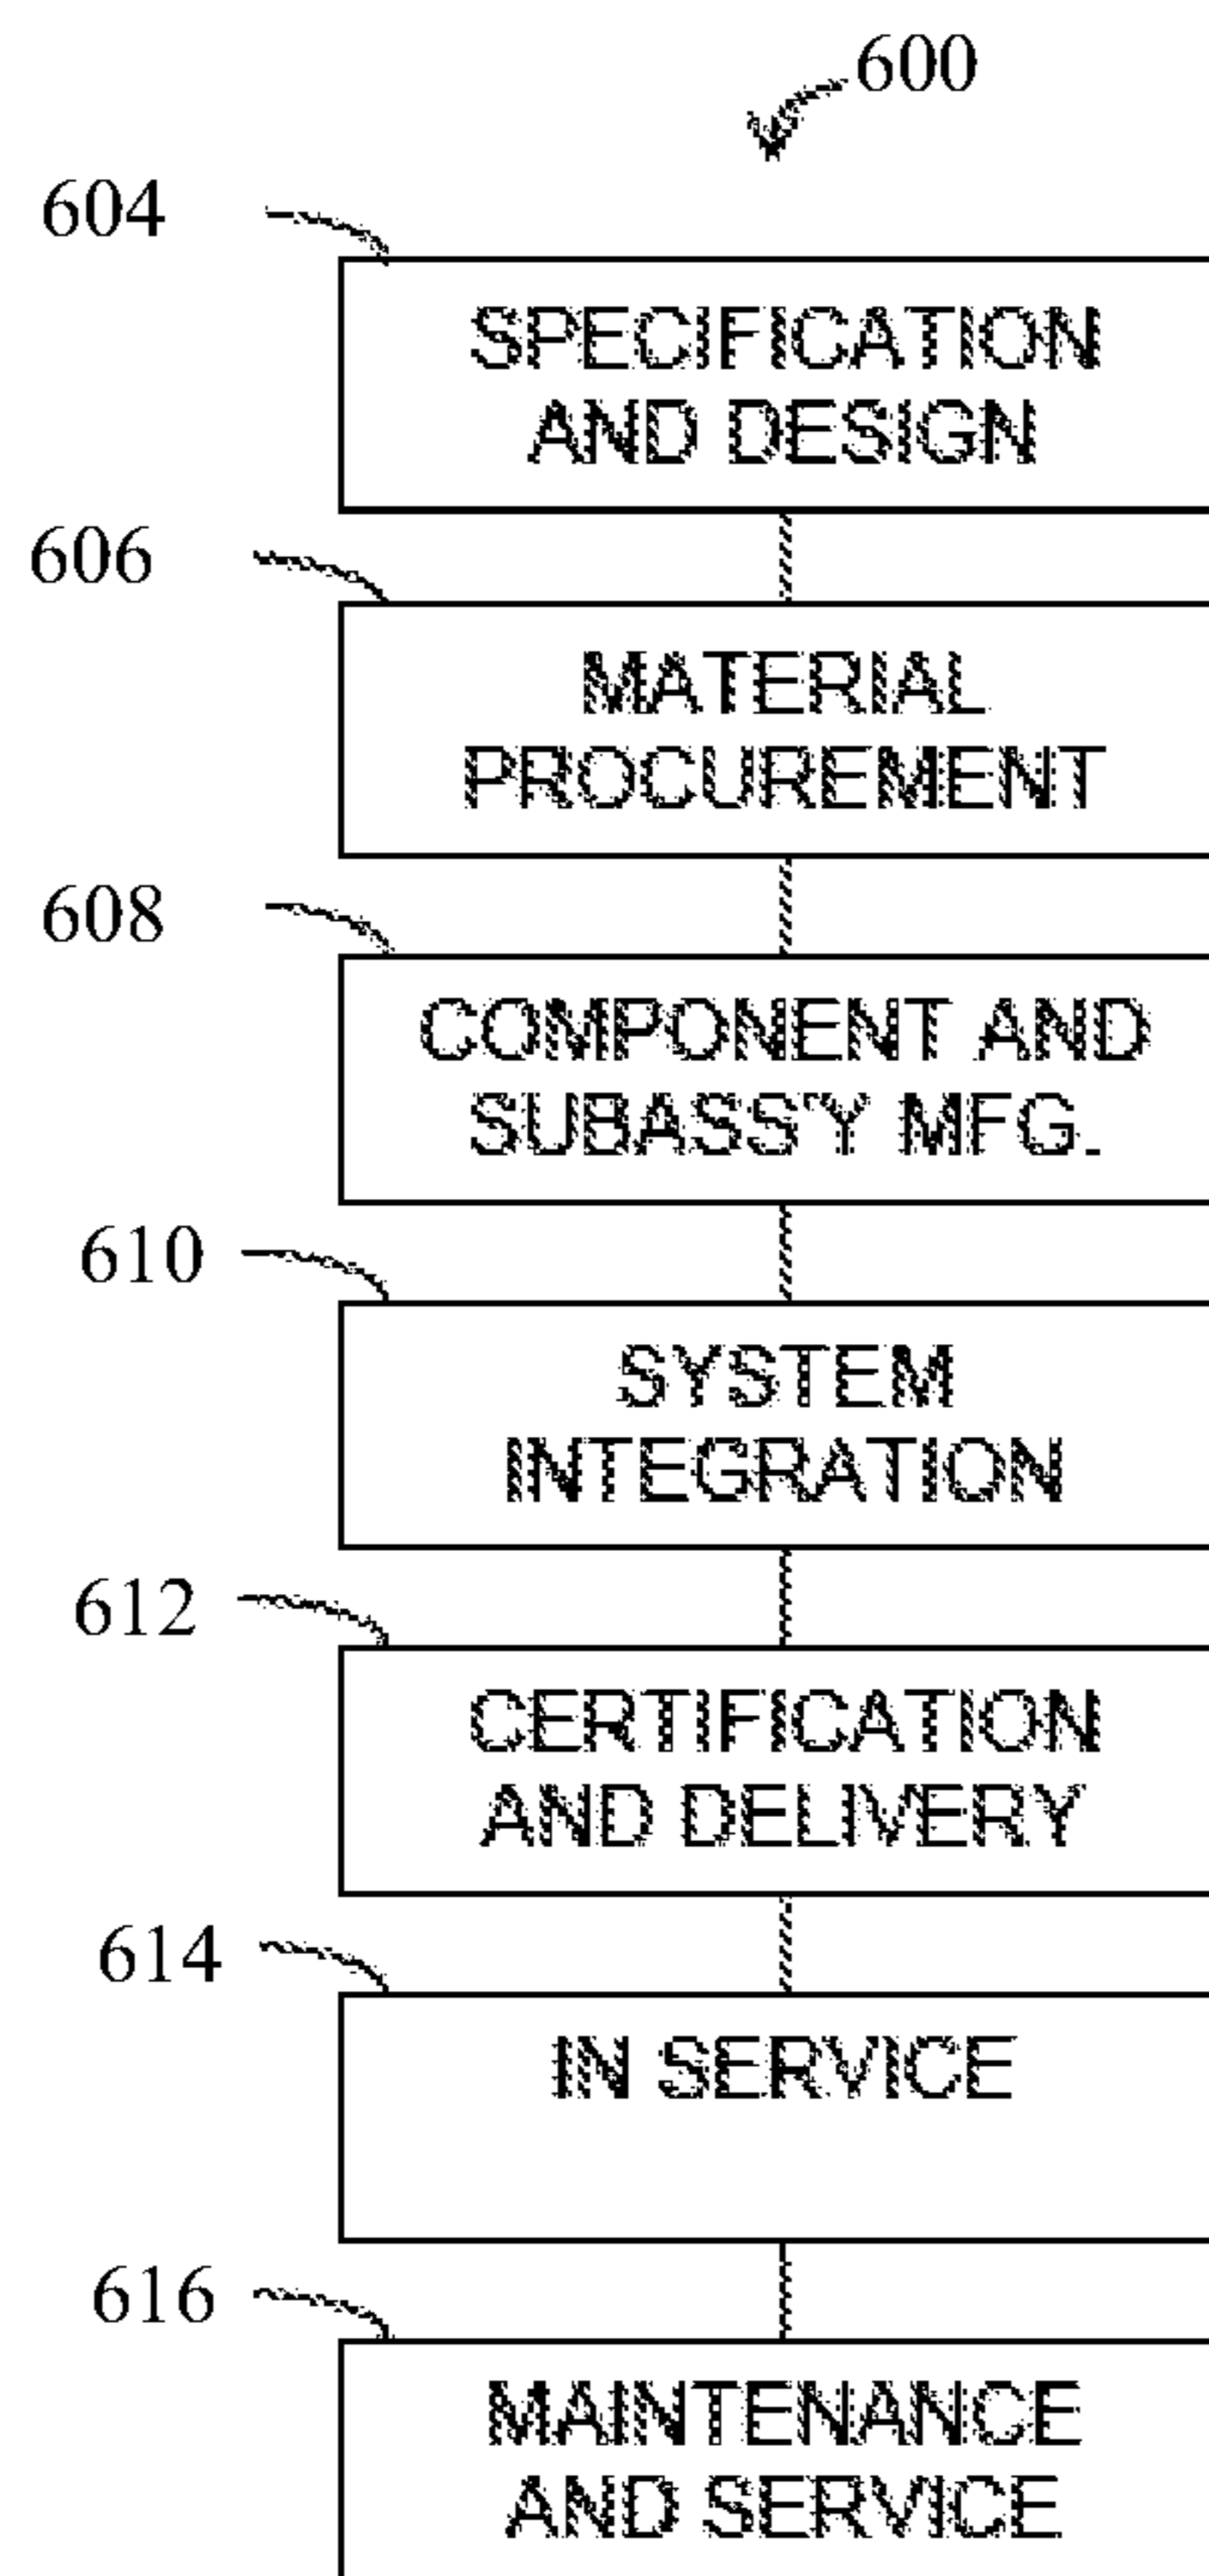 600
604
SPECIFICATION
AND DESIGN
606
MATERIAL
PROCUREMENT
608
COMPONENT AND
SUBASS'Y MFG.
610
SYSTEM
INTEGRATION
612
CERTIFICATION
AND DELIVERY
614
IN SERVICE
616
MAINTENANCE
AND SERVICE